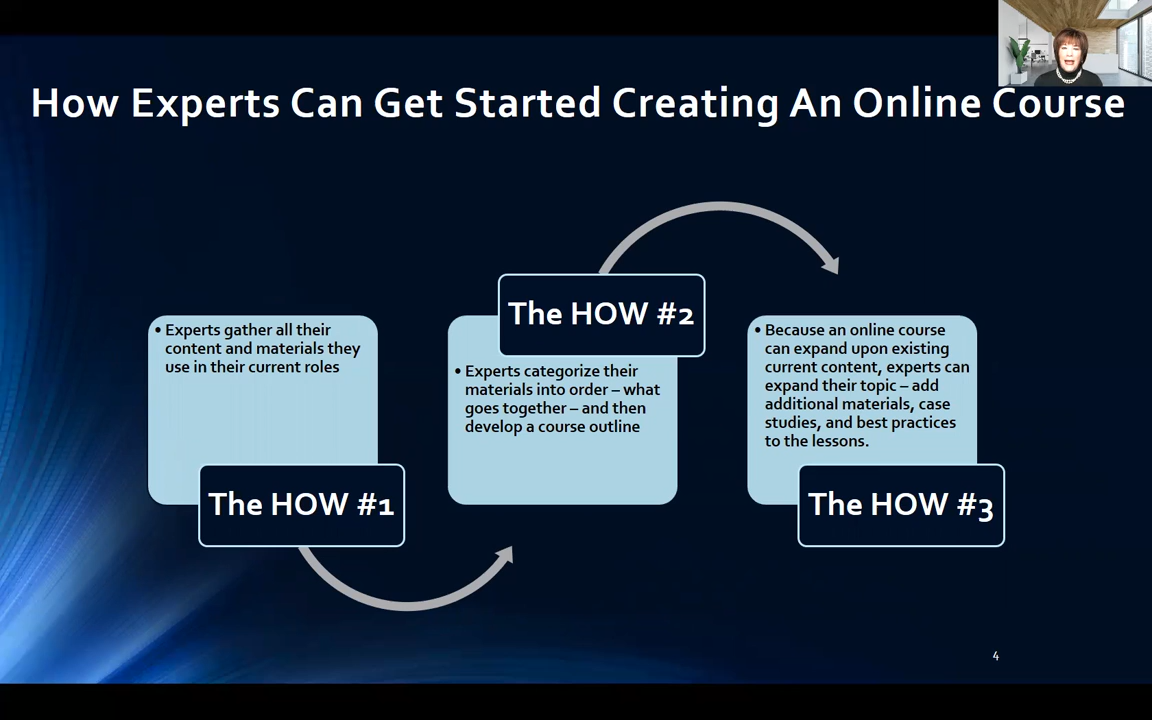 How Experts Can Get Started Creating An Online Course
• Experts gather all their
content and materials they
use in their current roles
The HOW #1
The HOW #2
• Experts categorize their
materials into order – what
goes together – and then
develop a course outline
• Because an online course
can expand upon existing
current content, experts can
expand their topic – add
additional materials, case
studies, and best practices
to the lessons.
The HOW #3
4